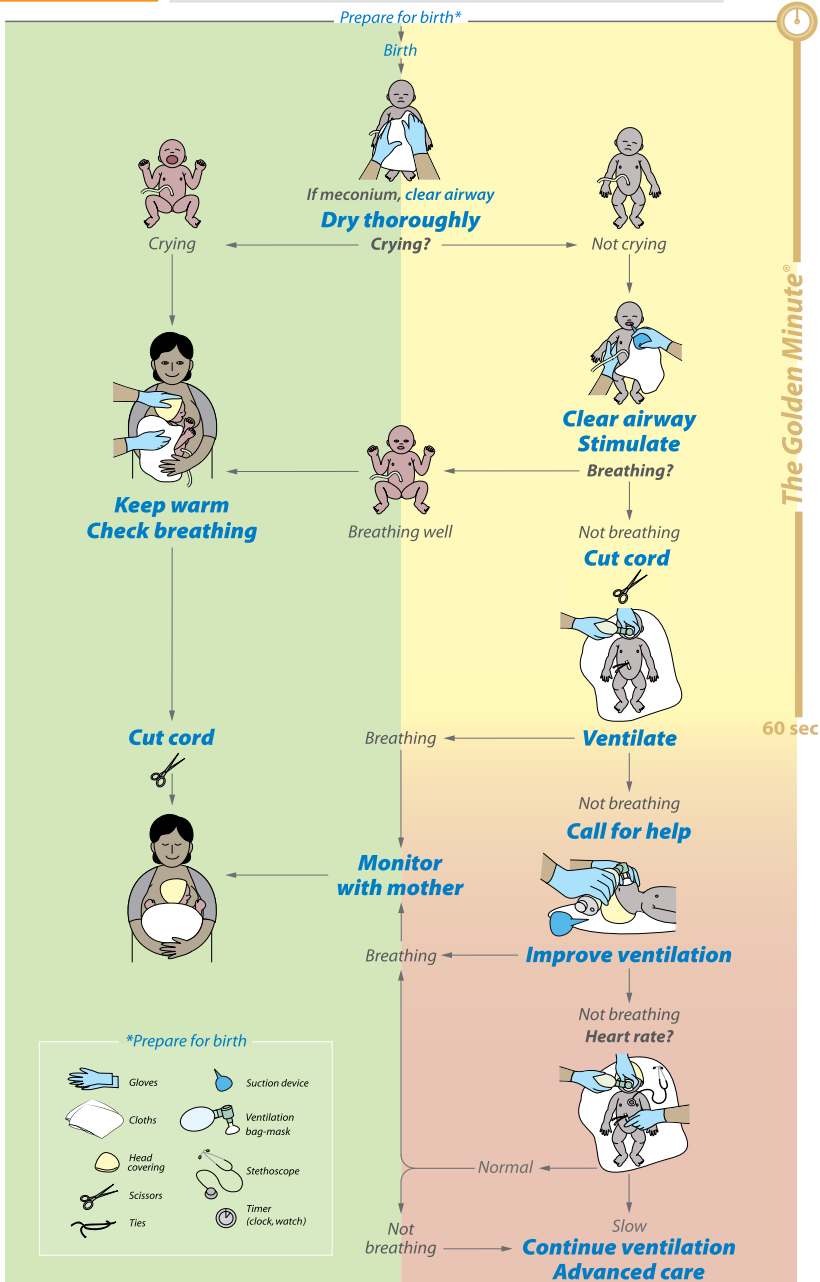 Prepare for birth*
Birth
If meconium, clear airway
Dry thoroughly
Crying
Crying?
Not crying
The Golden Minute®
Clear airway
Stimulate
Breathing?
Keep warm
Check breathing
Breathing well
Not breathing
Cut cord
60 sec
Cut cord
Breathing
Ventilate
Not breathing
Call for help
Monitor
with mother
Breathing
Improve ventilation
Not breathing
Heart rate?
*Prepare for birth
Gloves
Suction device
Cloths
Ventilation
bag-mask
Head
covering
Stethoscope
Scissors
Ties
Timer
(clock, watch)
Normal
Slow
Not
breathing
Continue ventilation
Advanced care